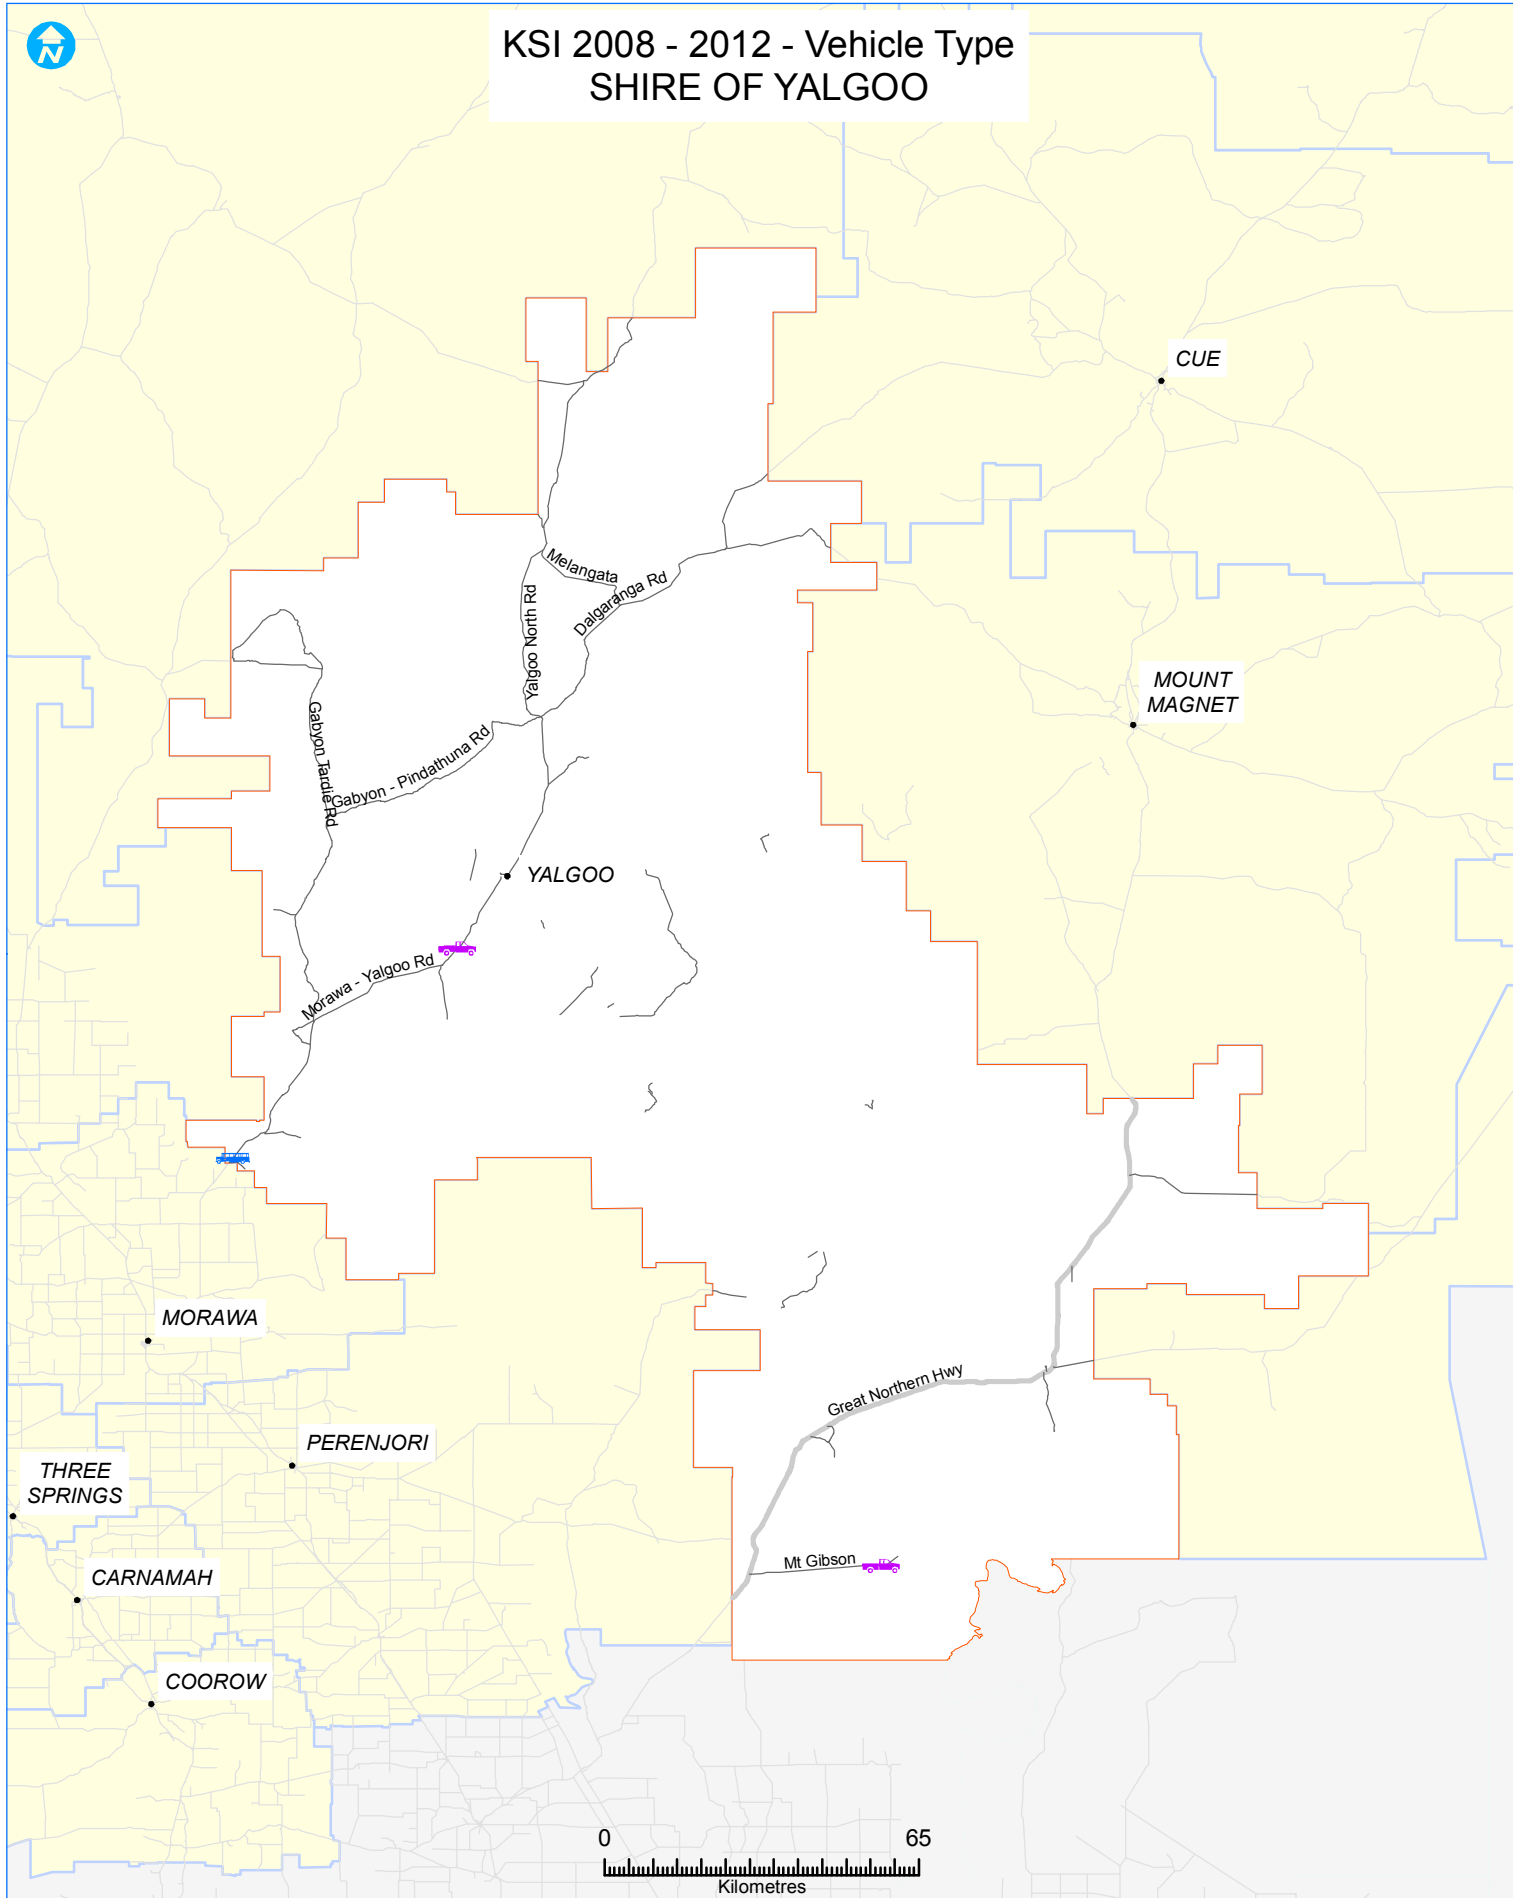 N
KSI 2008 - 2012 - Vehicle Type
SHIRE OF YALGOO
CUE
Melangata
Dalgaranga Rd
Yalgoo North Rd
MOUNT
MAGNET
Gabyon Tardie Rd
Gabyon - Pindathuna Rd
YALGOO
Morawa - Yalgoo Rd
MORAWA
Great Northern Hwy
PERENJORI
THREE
SPRINGS
Mt Gibson
CARNAMAH
COOROW
0 65
Kilometres